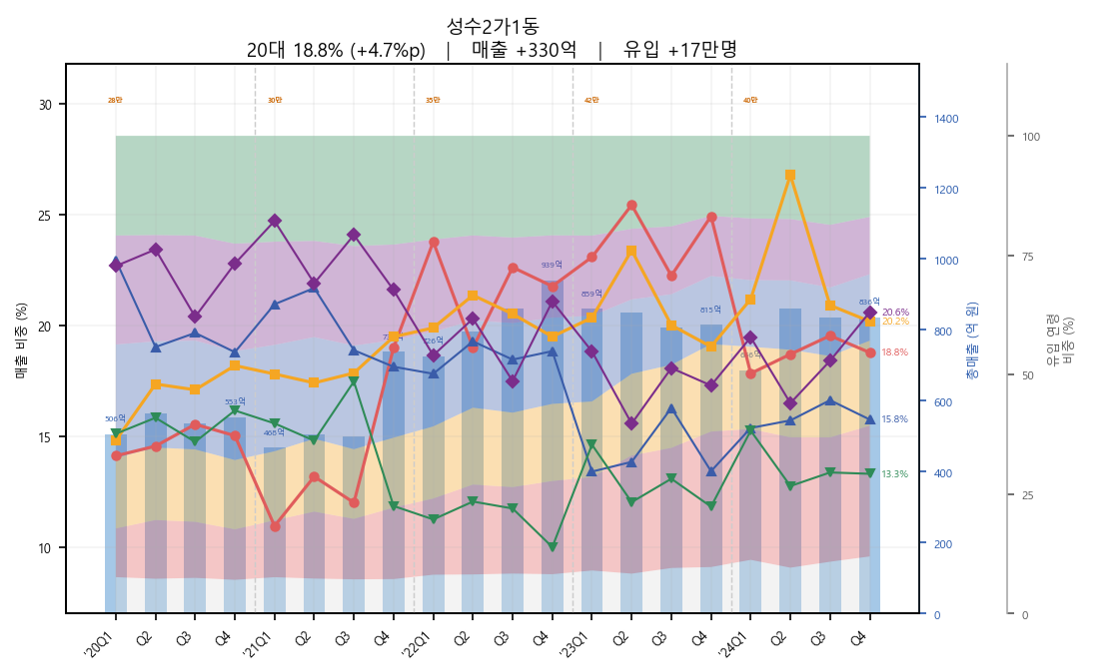 성수2가1동
20대 18.8% (+4.7%p) | 매출 +330억 | 유입 +17만명
30
25
20
15
10
매출 비중 (%)
28만
30만
35만
42만
40만
506억
553억
468억
726억
939억
859억
815억
836억
20.6%
20.2%
18.8%
15.8%
13.3%
1400
1200
1000
800
600
400
200
0
총매출 (억 원)
100
75
50
25
0
유입 연령
비중 (%)
'20Q1
Q2
Q3
Q4
'21Q1
Q2
Q3
Q4
'22Q1
Q2
Q3
Q4
'23Q1
Q2
Q3
Q4
'24Q1
Q2
Q3
Q4